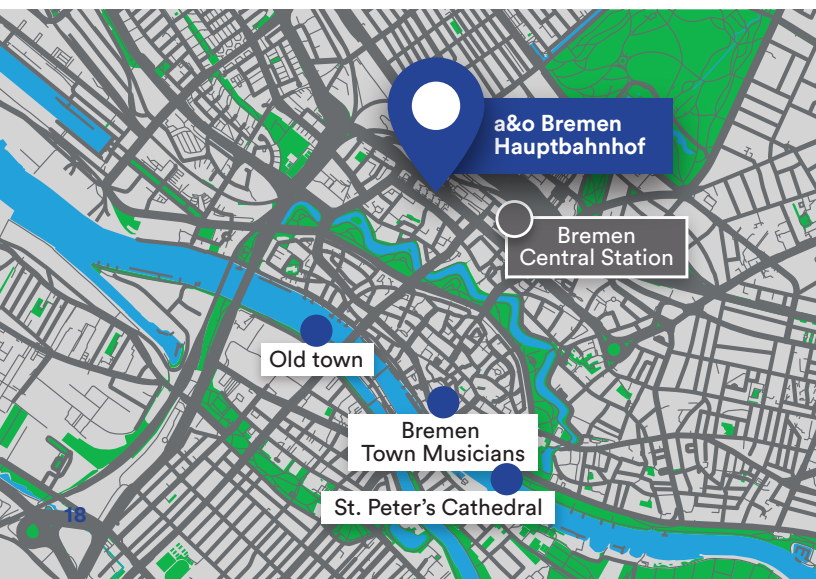 a&o Bremen
Hauptbahnhof
Bremen
Central Station
Old town
Bremen
Town Musicians
St. Peter's Cathedral
18